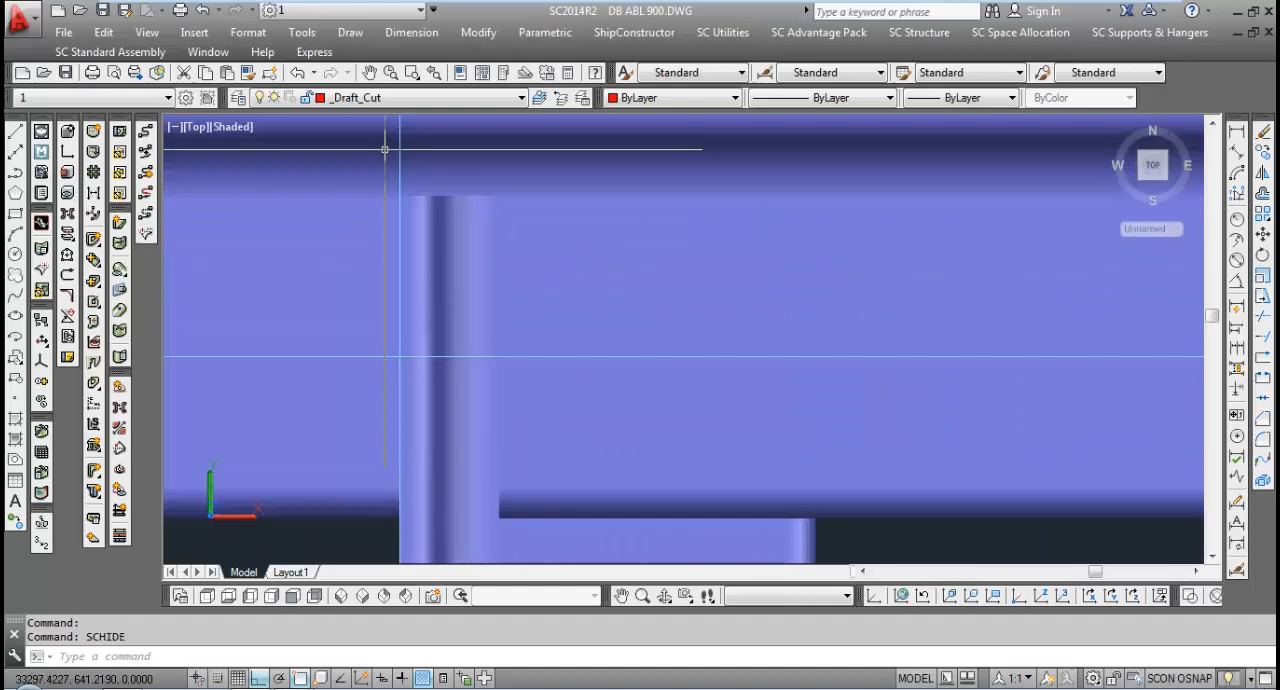 1
SC2014R2 DB ABL 900.DWG
Type a keyword or phrase
Sign In
File Edit View Insert Format Tools Draw Dimension Modify Parametric ShipConstructor SC Utilities SC Advantage Pack SC Structure SC Space Allocation SC Supports & Hangers
SC Standard Assembly Window Help Express
Standard Standard Standard Standard
1 _Draft_Cut ByLayer ByLayer ByLayer ByColor
[−][Top][Shaded]
N
W TOP E
S
Unnamed
Y
X
Model Layout1
Command:
Command: SCHIDE
Type a command
33297.4227, 641.2190, 0.0000 MODEL 1:1 SCON OSNAP